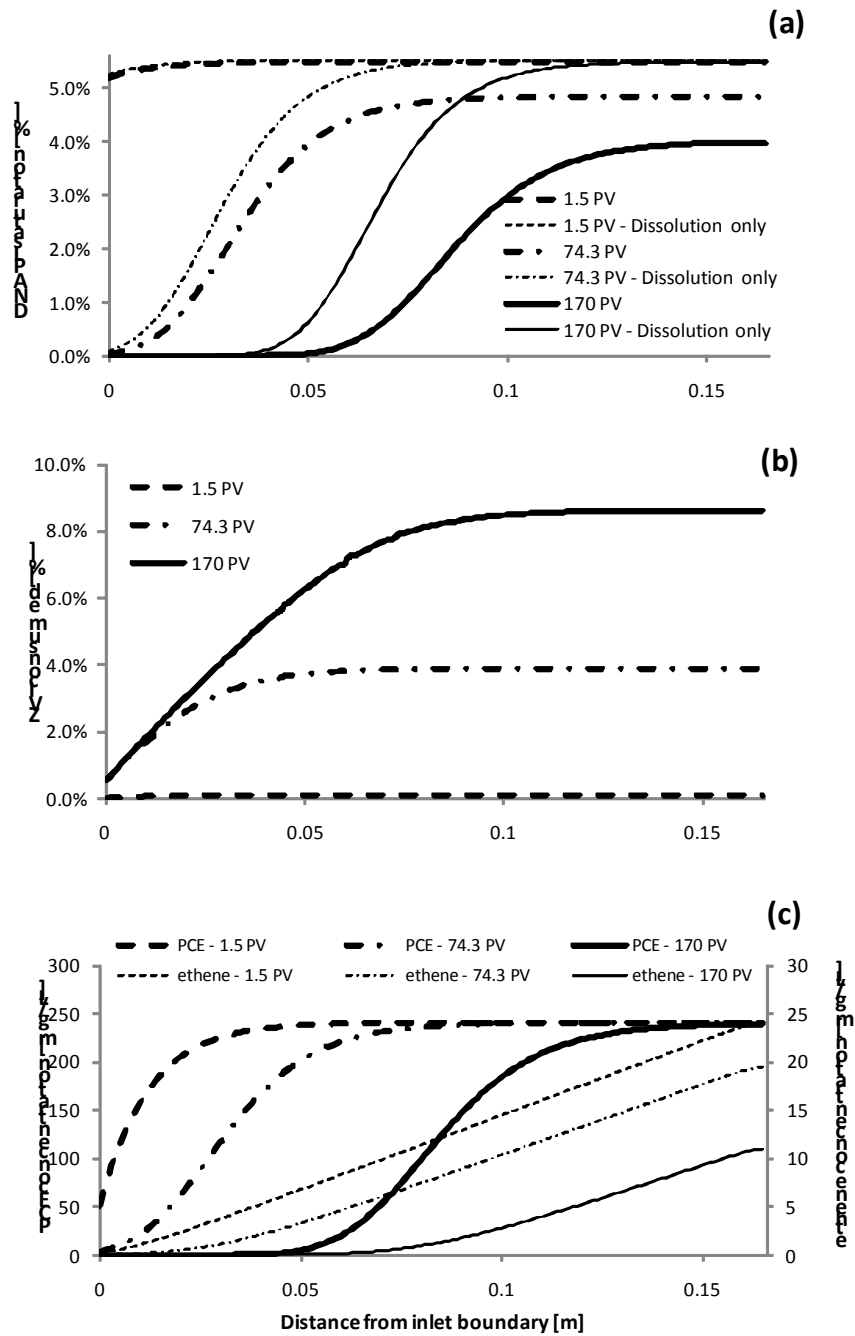 (a)
DNAPL saturation [%]
5.0%
4.0%
3.0%
2.0%
1.0%
0.0%
0
0.05
0.1
0.15
1.5 PV
1.5 PV - Dissolution only
74.3 PV
74.3 PV - Dissolution only
170 PV
170 PV - Dissolution only
(b)
ZVI consumed [%]
10.0%
8.0%
6.0%
4.0%
2.0%
0.0%
0
0.05
0.1
0.15
1.5 PV
74.3 PV
170 PV
(c)
PCE - 1.5 PV
PCE - 74.3 PV
PCE - 170 PV
ethene - 1.5 PV
ethene - 74.3 PV
ethene - 170 PV
PCE concentration [mg/L]
300
250
200
150
100
50
0
30
25
20
15
10
5
0
ethene concentration [mg/L]
0
0.05
0.1
0.15
Distance from inlet boundary [m]